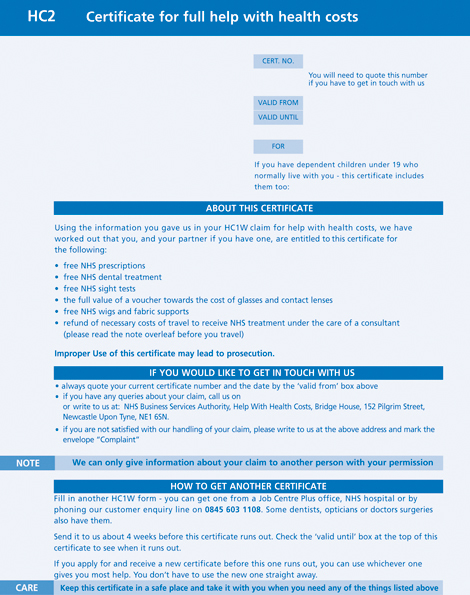 HC2 Certificate for full help with health costs
CERT. NO.
You will need to quote this number
if you have to get in touch with us
VALID FROM
VALID UNTIL
FOR
If you have dependent children under 19 who
normally live with you - this certificate includes
them too:
ABOUT THIS CERTIFICATE
Using the information you gave us in your HC1W claim for help with health costs, we have
worked out that you, and your partner if you have one, are entitled to this certificate for
the following:
• free NHS prescriptions
• free NHS dental treatment
• free NHS sight tests
• the full value of a voucher towards the cost of glasses and contact lenses
• free NHS wigs and fabric supports
• refund of necessary costs of travel to receive NHS treatment under the care of a consultant
(please read the note overleaf before you travel)
Improper Use of this certificate may lead to prosecution.
IF YOU WOULD LIKE TO GET IN TOUCH WITH US
• always quote your current certificate number and the date by the ‘valid from’ box above
• if you have any queries about your claim, call us on
or write to us at: NHS Business Services Authority, Help With Health Costs, Bridge House, 152 Pilgrim Street,
Newcastle Upon Tyne, NE1 6SN.
• if you are not satisfied with our handling of your claim, please write to us at the above address and mark the
envelope “Complaint”
NOTE We can only give information about your claim to another person with your permission
HOW TO GET ANOTHER CERTIFICATE
Fill in another HC1W form - you can get one from a Job Centre Plus office, NHS hospital or by
phoning our customer enquiry line on 0845 603 1108. Some dentists, opticians or doctors surgeries
also have them.
Send it to us about 4 weeks before this certificate runs out. Check the ‘valid until’ box at the top of this
certificate to see when it runs out.
If you apply for and receive a new certificate before this one runs out, you can use whichever one
gives you most help. You don’t have to use the new one straight away.
CARE Keep this certificate in a safe place and take it with you when you need any of the things listed above